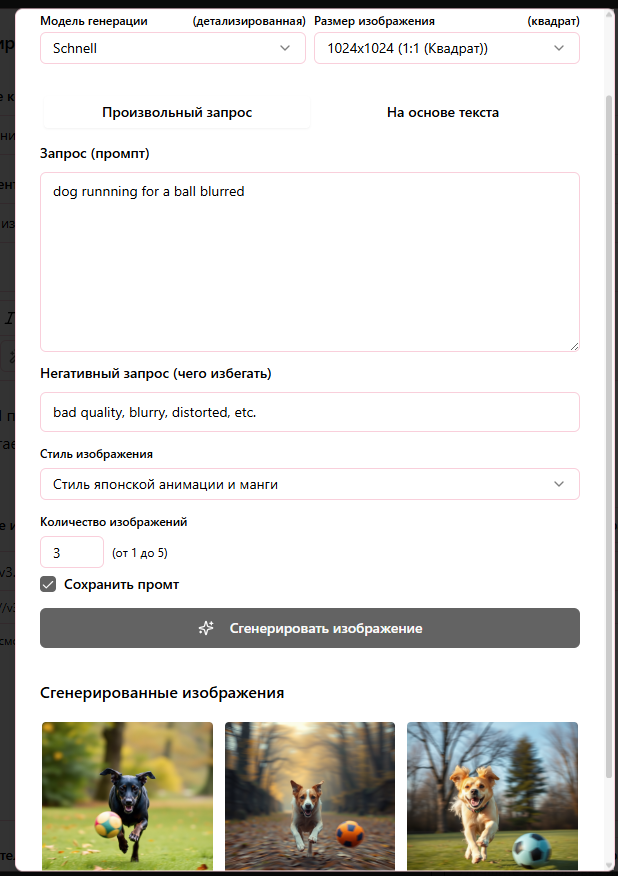 Модель генерации (детализированная) Размер изображения (квадрат)
Schnell 1024x1024 (1:1 (Квадрат))
Произвольный запрос На основе текста
Запрос (промпт)
dog runnning for a ball blurred
Негативный запрос (чего избегать)
bad quality, blurry, distorted, etc.
Стиль изображения
Стиль японской анимации и манги
Количество изображений
3 (от 1 до 5)
Сохранить промт
Сгенерировать изображение
Сгенерированные изображения